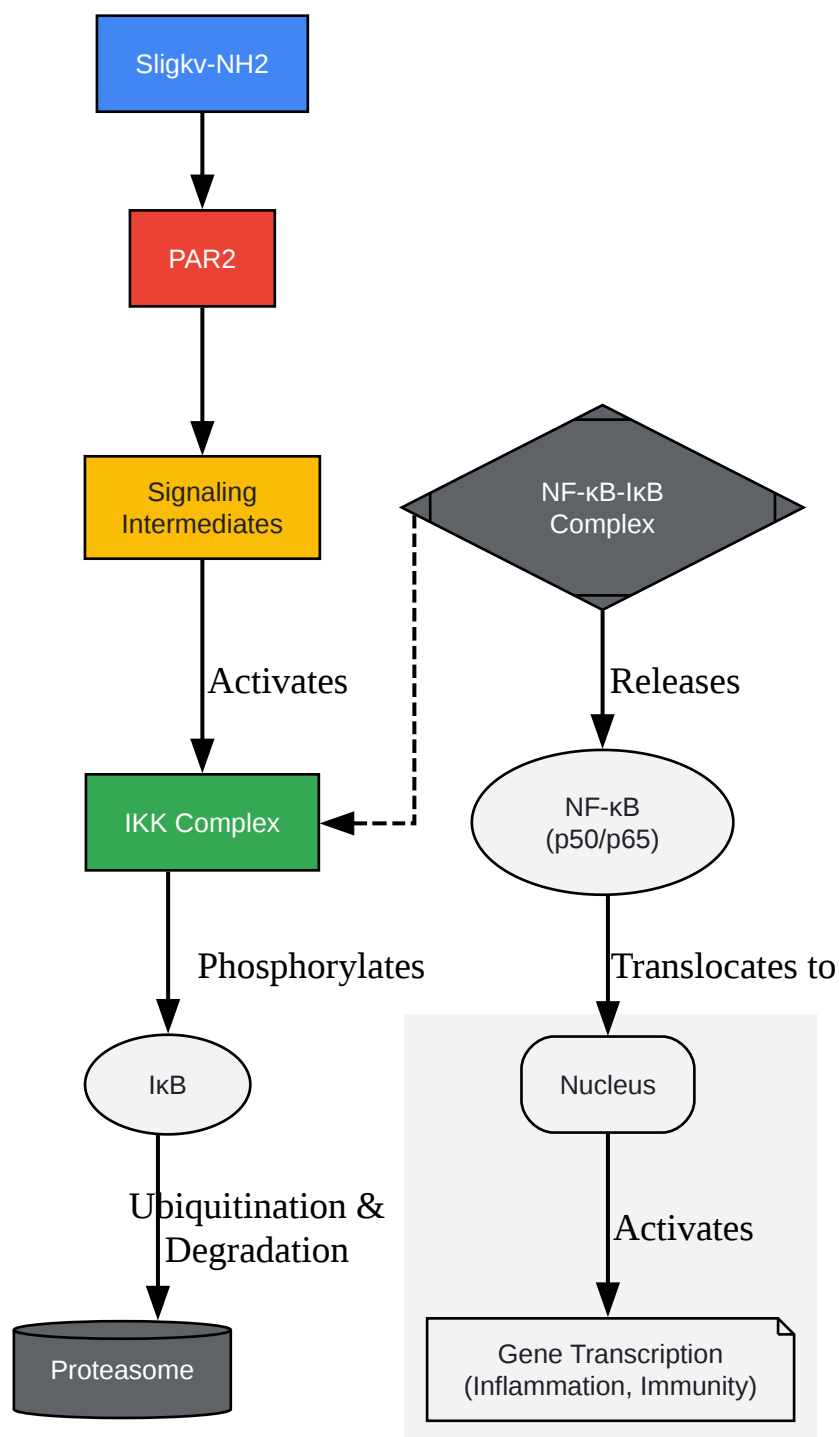 Sligkv-NH2
PAR2
Signaling
Intermediates
NF-κB-IκB
Complex
Activates
Releases
IKK Complex
NF-κB
(p50/p65)
Phosphorylates
Translocates to
IκB
Nucleus
Ubiquitination &
Degradation
Activates
Proteasome
Gene Transcription
(Inflammation, Immunity)